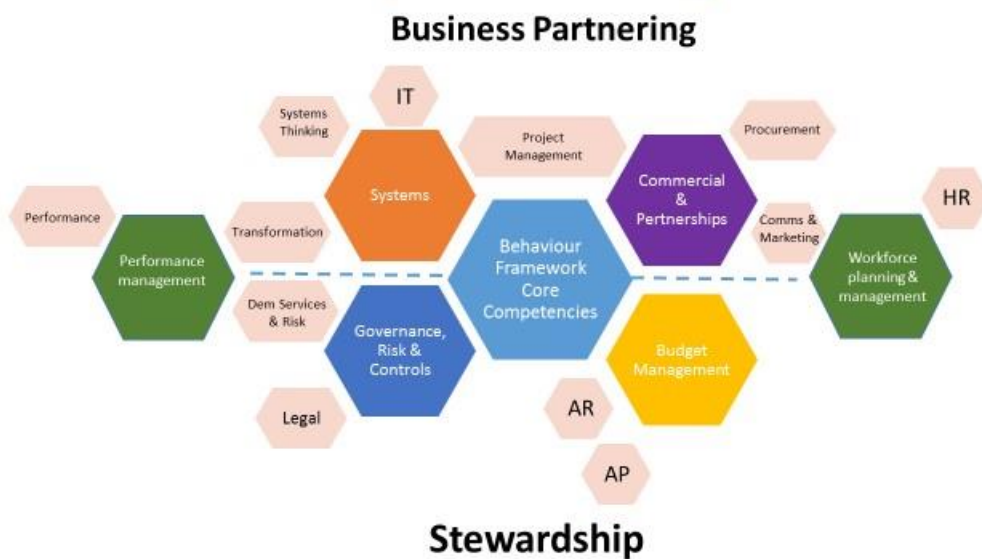 Business Partnering
IT
Systems
Thinking
Project
Management
Procurement
Systems
Commercial
&
Pertnerships
HR
Performance
Transformation
Comms &
Marketing
Performance
management
Behaviour
Framework
Core
Competencies
Workforce
planning &
management
Dem Services
& Risk
Governance,
Risk &
Controls
Budget
Management
Legal
AR
AP
Stewardship